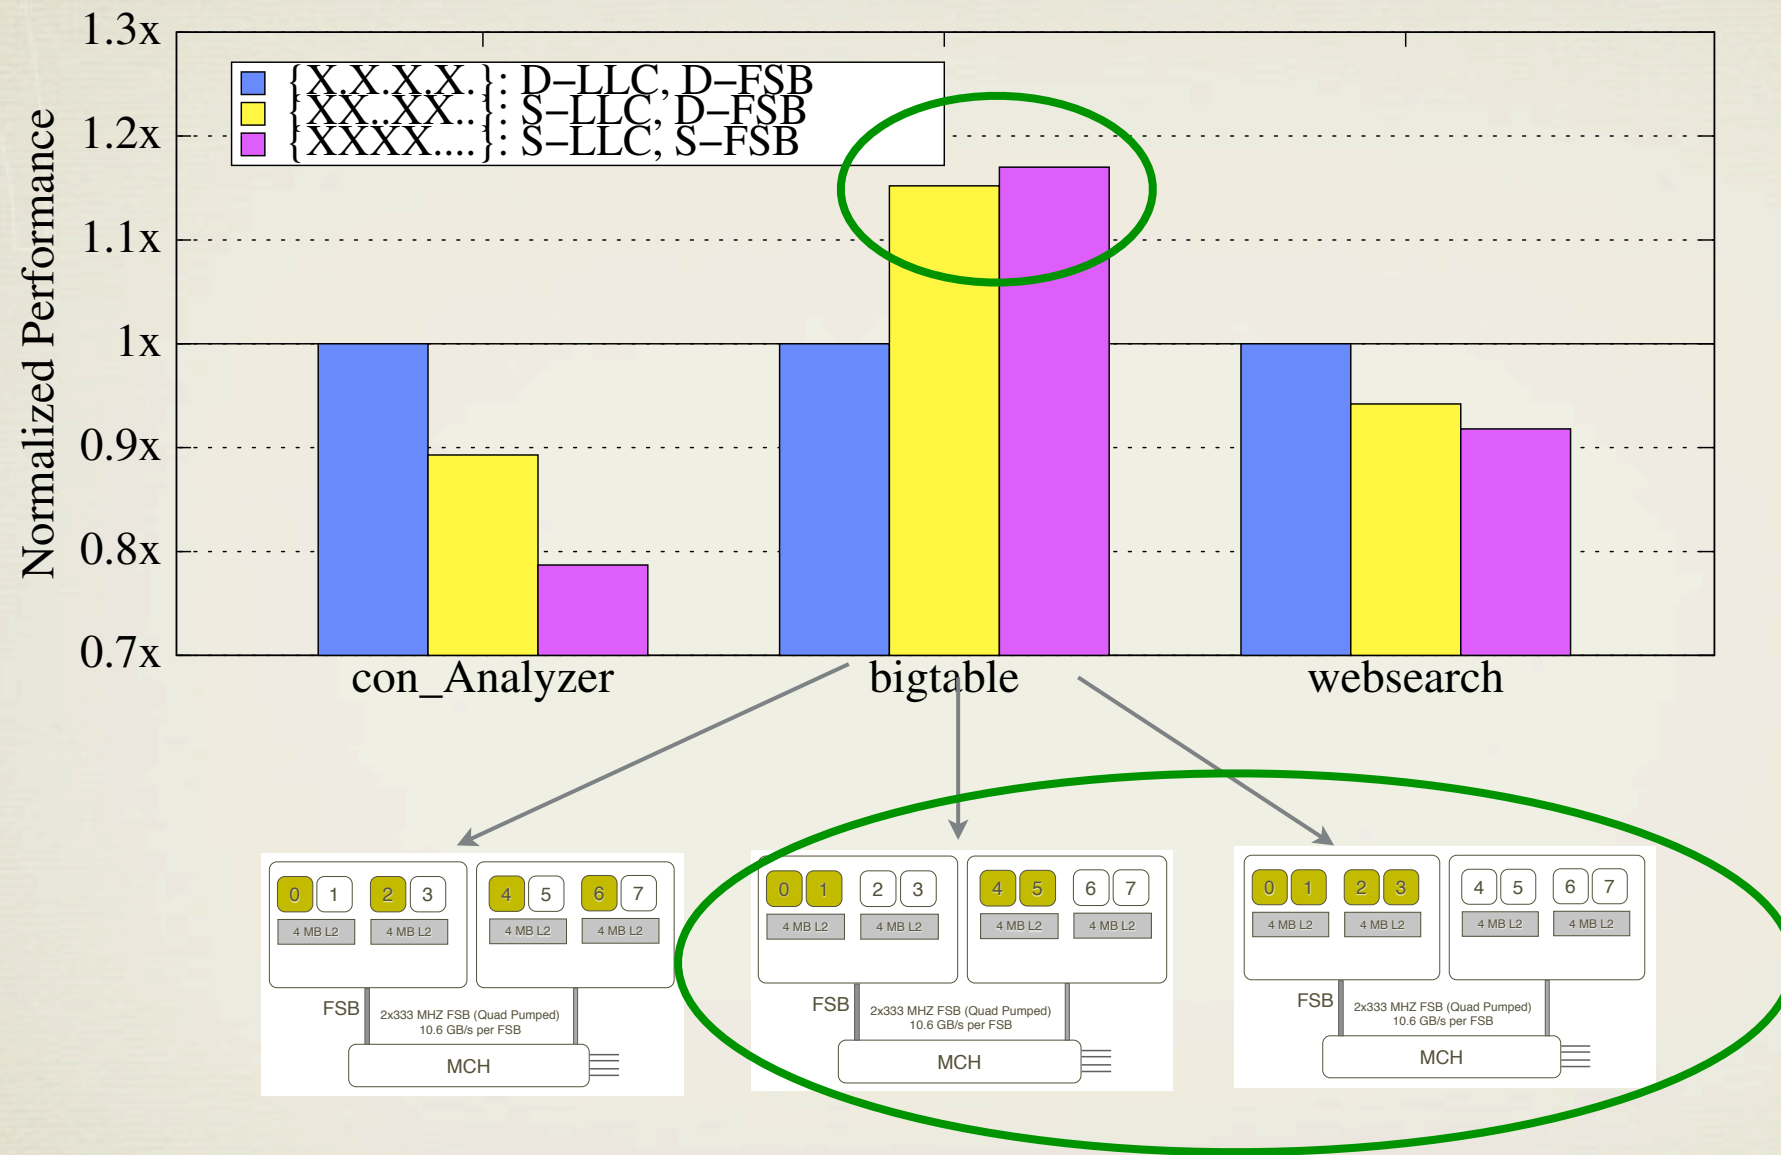 1.3x
{X.X.X.X.}: D-LLC, D-FSB
{XX..XX..}: S-LLC, D-FSB
{XXXX....}: S-LLC, S-FSB
1.2x
1.1x
1x
0.9x
0.8x
0.7x
Normalized Performance
con_Analyzer bigtable websearch
0 1 2 3 4 5 6 7
4 MB L2 4 MB L2 4 MB L2 4 MB L2
FSB
2x333 MHZ FSB (Quad Pumped)
10.6 GB/s per FSB
MCH
0 1 2 3 4 5 6 7
4 MB L2 4 MB L2 4 MB L2 4 MB L2
FSB
2x333 MHZ FSB (Quad Pumped)
10.6 GB/s per FSB
MCH
0 1 2 3 4 5 6 7
4 MB L2 4 MB L2 4 MB L2 4 MB L2
FSB
2x333 MHZ FSB (Quad Pumped)
10.6 GB/s per FSB
MCH